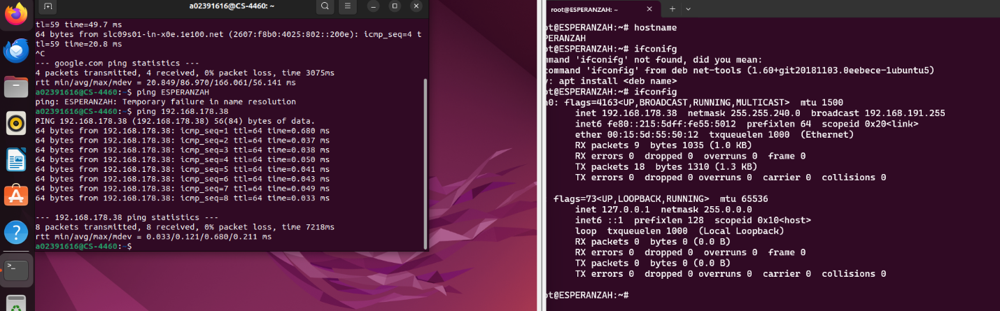 a02391616@CS-4460: ~
tl=59 time=49.7 ms
64 bytes from slc09s01-in-x0e.1e100.net (2607:f8b0:4025:802::200e): icmp_seq=4 t
tl=59 time=20.8 ms
^C
--- google.com ping statistics ---
4 packets transmitted, 4 received, 0% packet loss, time 3075ms
rtt min/avg/max/mdev = 20.849/86.970/166.061/56.141 ms
a02391616@CS-4460:~$ ping ESPERANZAH
ping: ESPERANZAH: Temporary failure in name resolution
a02391616@CS-4460:~$ ping 192.168.178.38
PING 192.168.178.38 (192.168.178.38) 56(84) bytes of data.
64 bytes from 192.168.178.38: icmp_seq=1 ttl=64 time=0.680 ms
64 bytes from 192.168.178.38: icmp_seq=2 ttl=64 time=0.037 ms
64 bytes from 192.168.178.38: icmp_seq=3 ttl=64 time=0.038 ms
64 bytes from 192.168.178.38: icmp_seq=4 ttl=64 time=0.050 ms
64 bytes from 192.168.178.38: icmp_seq=5 ttl=64 time=0.041 ms
64 bytes from 192.168.178.38: icmp_seq=6 ttl=64 time=0.043 ms
64 bytes from 192.168.178.38: icmp_seq=7 ttl=64 time=0.049 ms
64 bytes from 192.168.178.38: icmp_seq=8 ttl=64 time=0.033 ms
--- 192.168.178.38 ping statistics ---
8 packets transmitted, 8 received, 0% packet loss, time 7218ms
rtt min/avg/max/mdev = 0.033/0.121/0.680/0.211 ms
a02391616@CS-4460:~$
root@ESPERANZAH: ~
ot@ESPERANZAH:~# hostname
PERANZAH
ot@ESPERANZAH:~# ifconifg
mmand 'ifconifg' not found, did you mean:
command 'ifconfig' from deb net-tools (1.60+git20181103.0eebece-1ubuntu5)
y: apt install <deb name>
ot@ESPERANZAH:~# ifconfig
h0: flags=4163<UP,BROADCAST,RUNNING,MULTICAST>  mtu 1500
inet 192.168.178.38  netmask 255.255.240.0  broadcast 192.168.191.255
inet6 fe80::215:5dff:fe55:5012  prefixlen 64  scopeid 0x20<link>
ether 00:15:5d:55:50:12  txqueuelen 1000  (Ethernet)
RX packets 9  bytes 1035 (1.0 KB)
RX errors 0  dropped 0  overruns 0  frame 0
TX packets 18  bytes 1310 (1.3 KB)
TX errors 0  dropped 0 overruns 0  carrier 0  collisions 0
flags=73<UP,LOOPBACK,RUNNING>  mtu 65536
inet 127.0.0.1  netmask 255.0.0.0
inet6 ::1  prefixlen 128  scopeid 0x10<host>
loop  txqueuelen 1000  (Local Loopback)
RX packets 0  bytes 0 (0.0 B)
RX errors 0  dropped 0  overruns 0  frame 0
TX packets 0  bytes 0 (0.0 B)
TX errors 0  dropped 0 overruns 0  carrier 0  collisions 0
ot@ESPERANZAH:~#